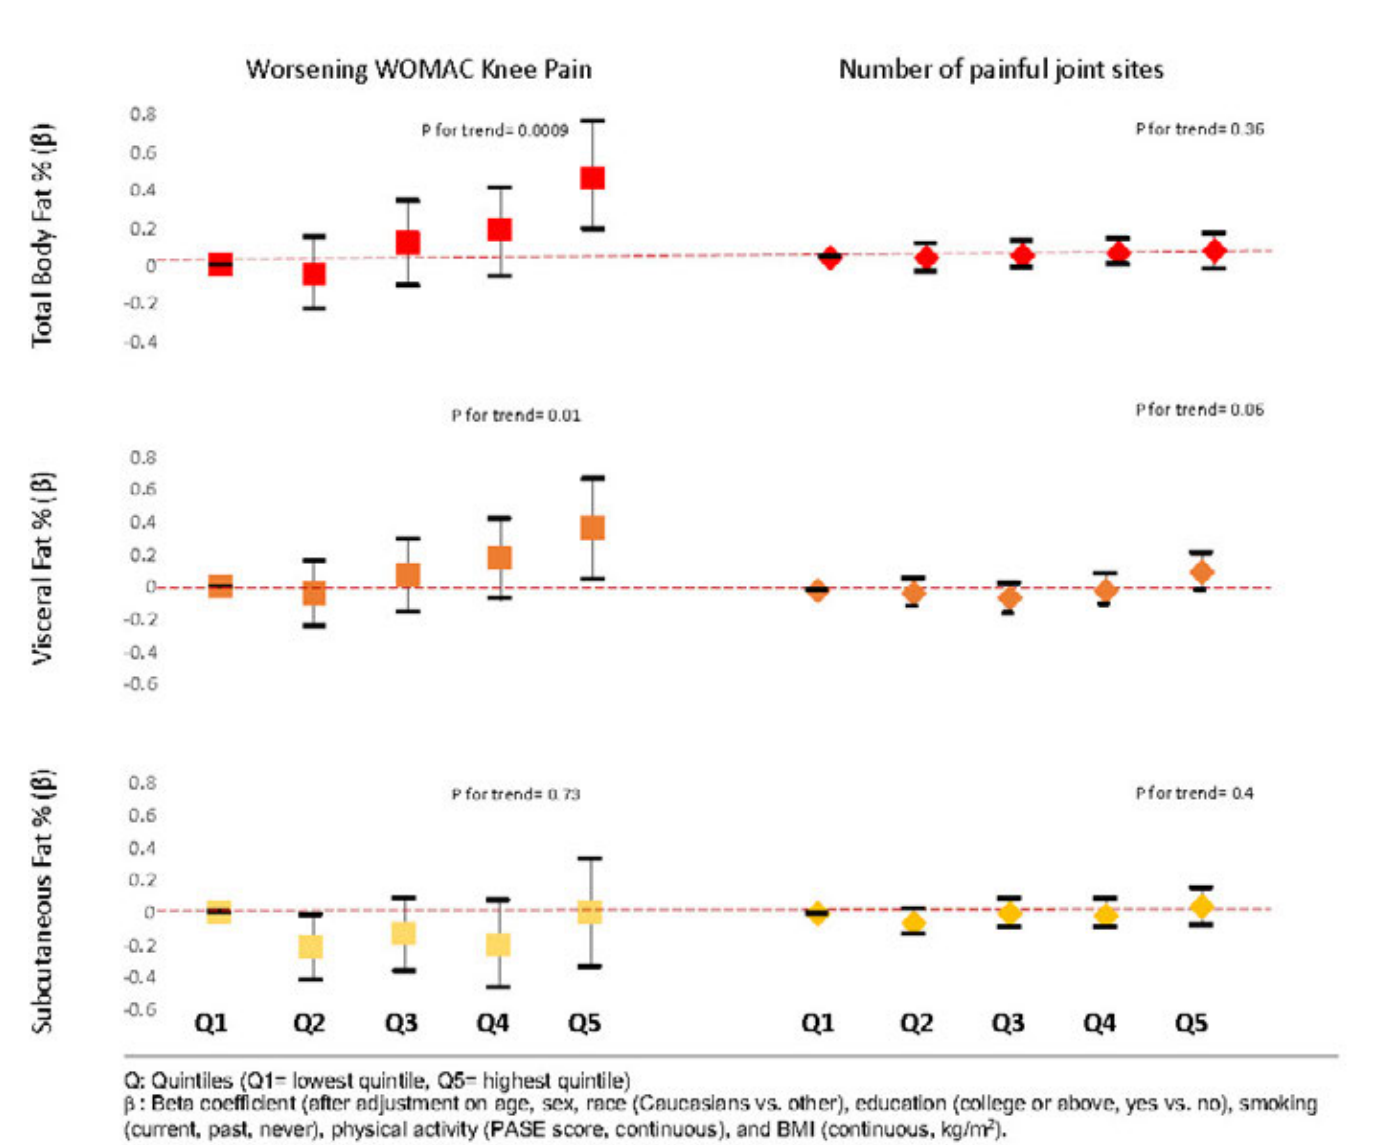 Worsening WOMAC Knee Pain
Number of painful joint sites
Total Body Fat % (β)
0.8
0.6
0.4
0.2
0
-0.2
-0.4
P for trend= 0.0009
P for trend= 0.36
Visceral Fat % (β)
P for trend= 0.01
P for trend= 0.06
0.8
0.6
0.4
0.2
0
-0.2
-0.4
-0.6
Subcutaneous Fat % (β)
0.8
0.6
0.4
0.2
0
-0.2
-0.4
-0.6
P for trend= 0.73
P for trend= 0.4
Q1 Q2 Q3 Q4 Q5
Q1 Q2 Q3 Q4 Q5
Q: Quintiles (Q1= lowest quintile, Q5= highest quintile)
β : Beta coefficient (after adjustment on age, sex, race (Caucasians vs. other), education (college or above, yes vs. no), smoking
(current, past, never), physical activity (PASE score, continuous), and BMI (continuous, kg/m²).